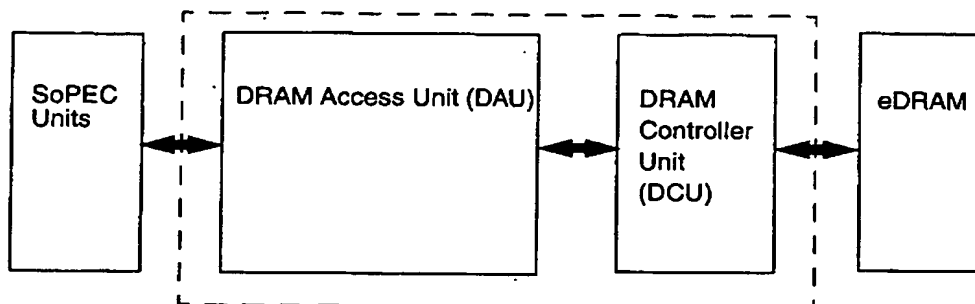 SoPEC
Units
DRAM Access Unit (DAU)
DRAM
Controller
Unit
(DCU)
eDRAM